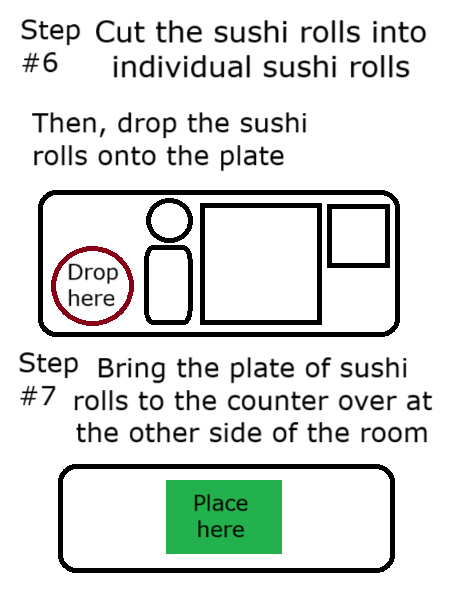 Step #6 Cut the sushi rolls into
individual sushi rolls
Then, drop the sushi
rolls onto the plate
Drop
here
Step #7 Bring the plate of sushi
rolls to the counter over at
the other side of the room
Place
here